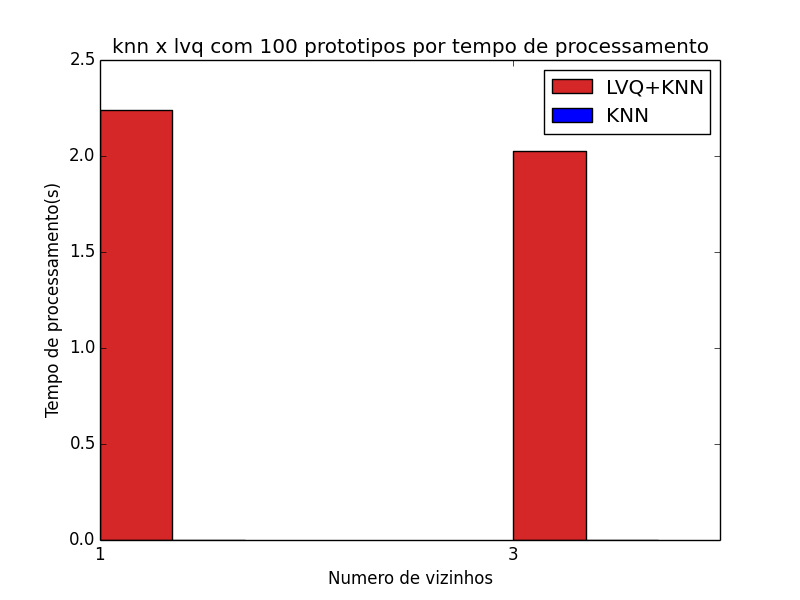 knn x lvq com 100 prototipos por tempo de processamento
2.5
2.0
1.5
1.0
0.5
0.0
Tempo de processamento(s)
LVQ+KNN
KNN
1
3
Numero de vizinhos